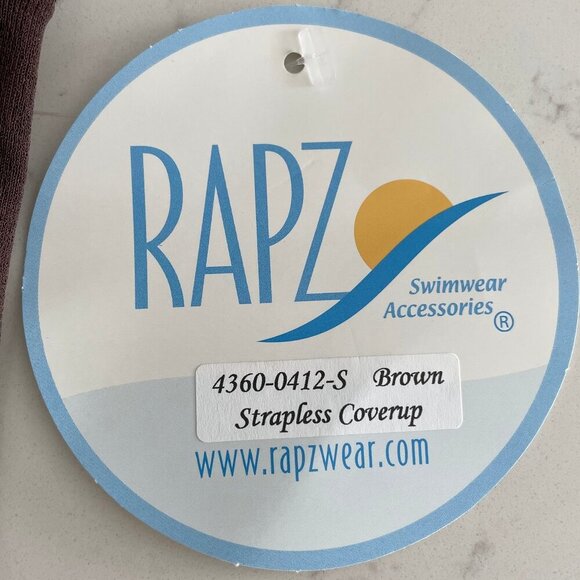 RAPZ
Swimwear
Accessories®
4360-0412-S Brown
Strapless Coverup
www.rapzwear.com